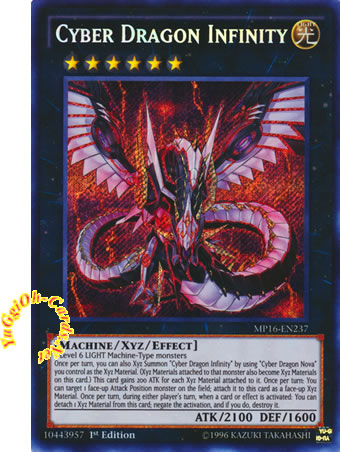 CYBER DRAGON INFINITY
LIGHT
光
MP16-EN237
[MACHINE/XYZ/EFFECT]
Level 6 LIGHT Machine-Type monsters
Once per turn, you can also Xyz Summon "Cyber Dragon Infinity" by using "Cyber Dragon Nova"
you control as the Xyz Material. (Xyz Materials attached to that monster also become Xyz Materials
on this card.) This card gains 200 ATK for each Xyz Material attached to it. Once per turn: You
can target 1 face-up Attack Position monster on the field; attach it to this card as a face-up Xyz
Material. Once per turn, during either player's turn, when a card or effect is activated: You can
detach 1 Xyz Material from this card; negate the activation, and if you do, destroy it.
ATK/2100 DEF/1600
10443957 1st Edition ©1996 KAZUKI TAKAHASHI